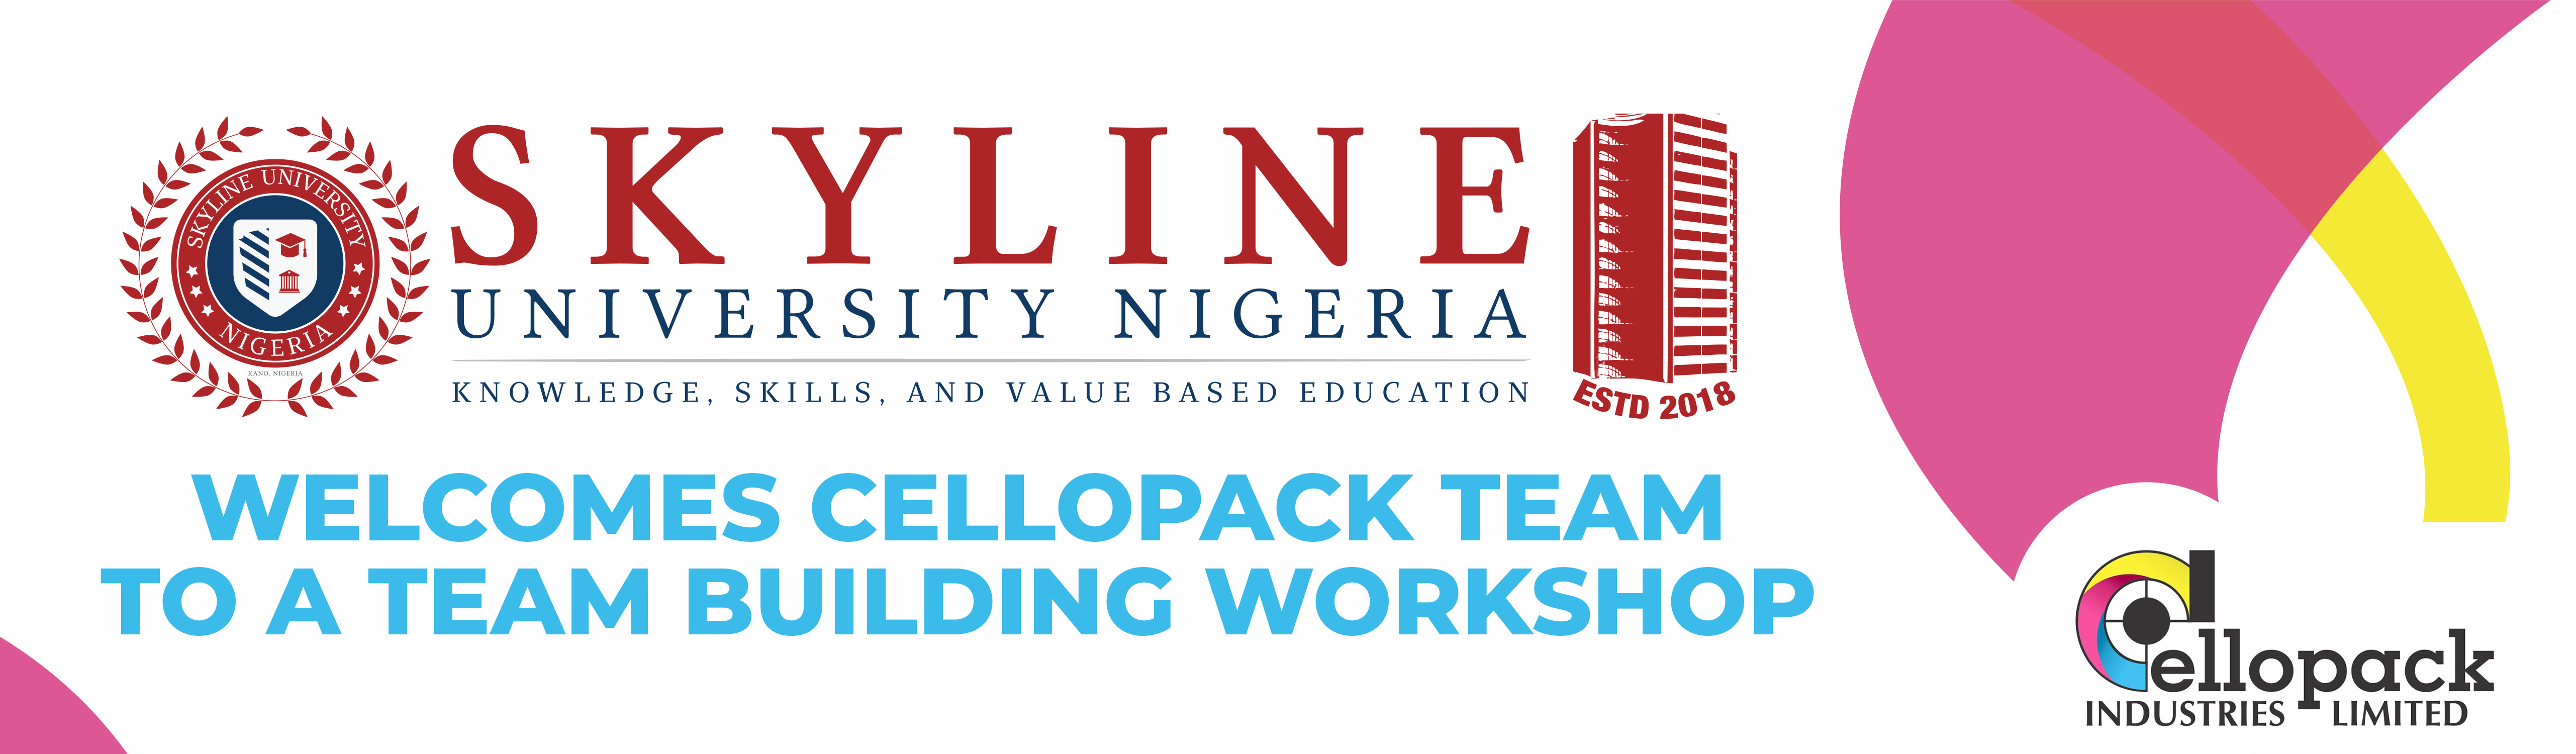 SKYLINE UNIVERSITY
NIGERIA
KANO, NIGERIA
SKYLINE
UNIVERSITY NIGERIA
KNOWLEDGE, SKILLS, AND VALUE BASED EDUCATION
ESTD 2018
WELCOMES CELLOPACK TEAM
TO A TEAM BUILDING WORKSHOP
Cellopack
INDUSTRIES LIMITED